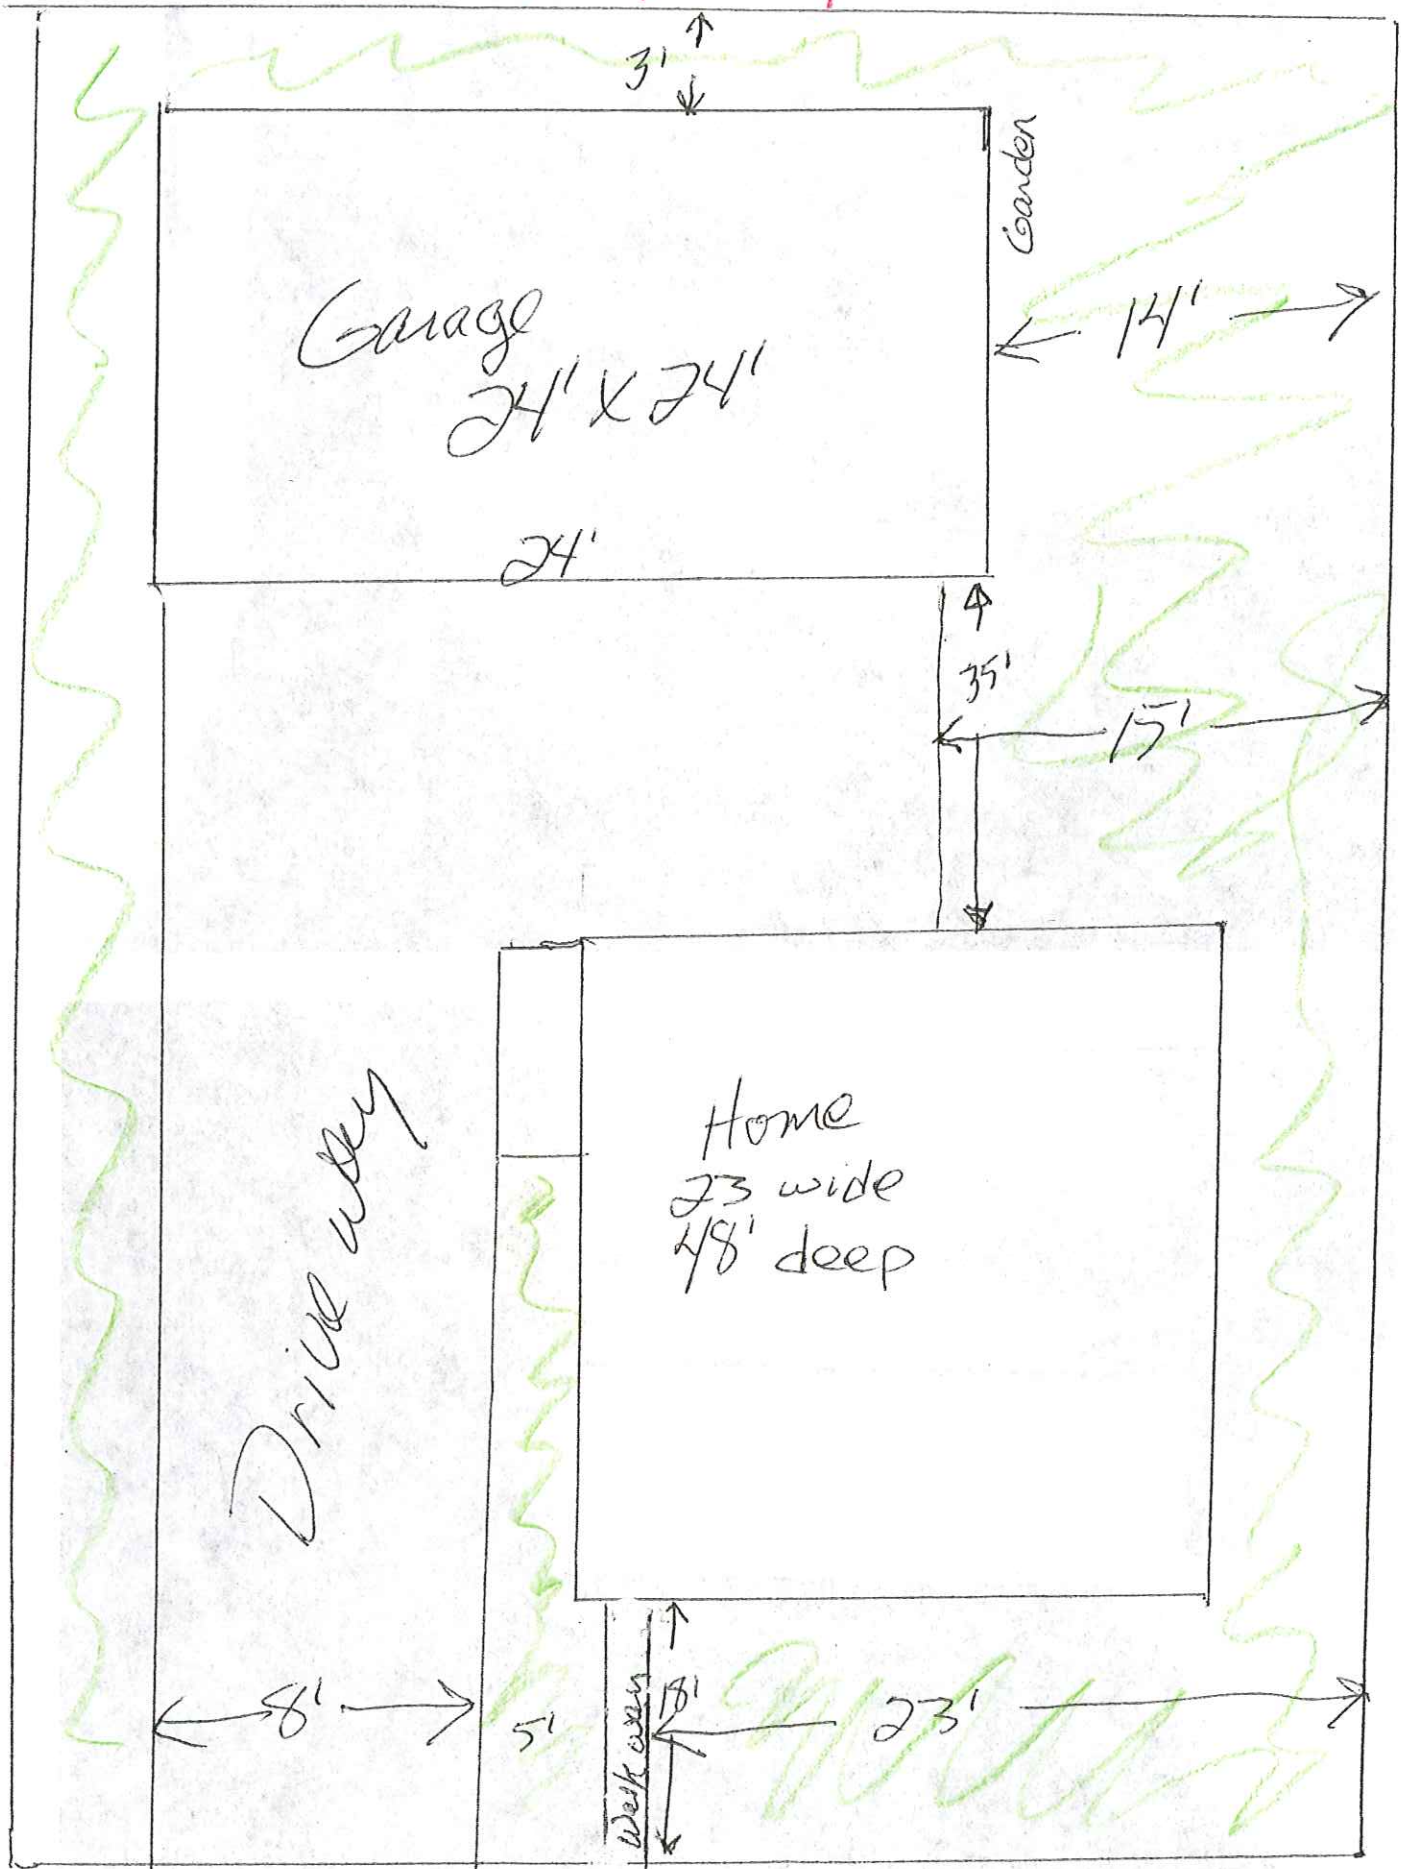 3'
Garden
Garage
24' X 24'
14'
24'
35'
15'
Home
23 wide
48' deep
Drive way
8'
5'
Walk way
18'
23'